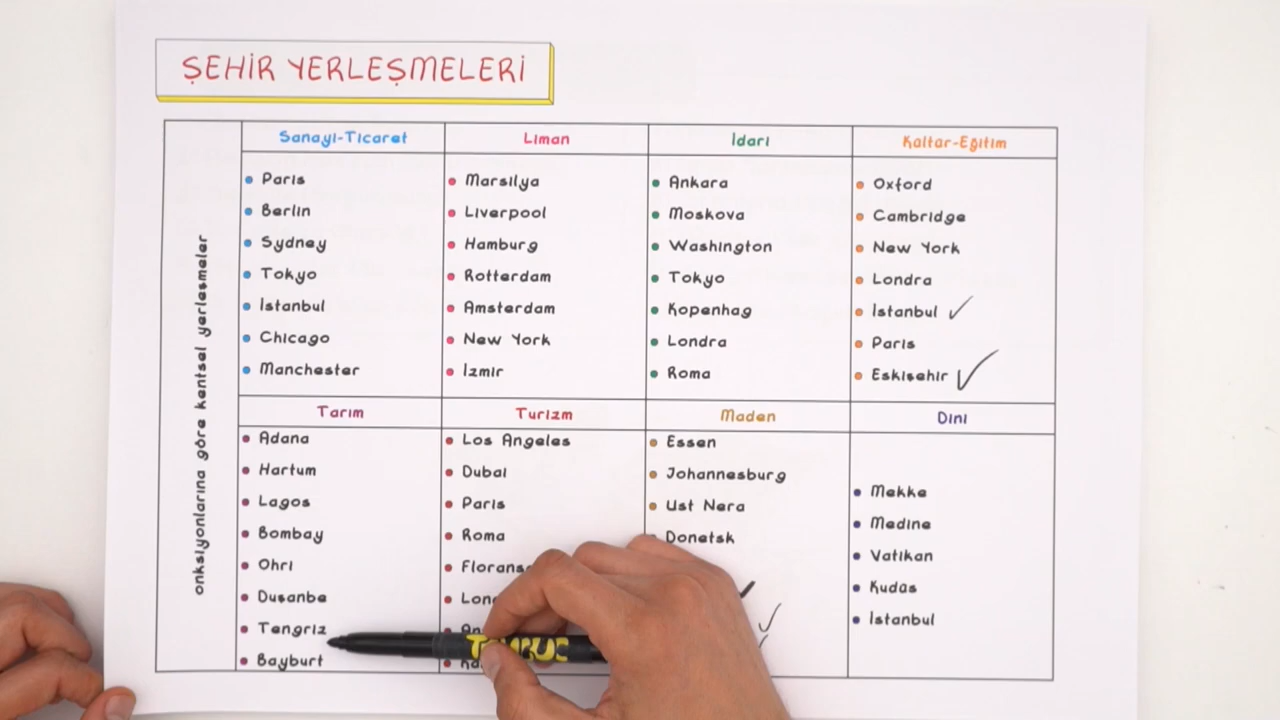 ŞEHİR YERLEŞMELERİ
onksiyonlarına göre kentsel yerleşmeler
Sanayi-Ticaret
Paris
Berlin
Sydney
Tokyo
İstanbul
Chicago
Manchester
Liman
Marsilya
Liverpool
Hamburg
Rotterdam
Amsterdam
New York
İzmir
İdari
Ankara
Moskova
Washington
Tokyo
Kopenhag
Londra
Roma
Kültür-Eğitim
Oxford
Cambridge
New York
Londra
İstanbul
Paris
Eskişehir
Tarım
Adana
Hartum
Lagos
Bombay
Ohri
Duşanbe
Tengriz
Bayburt
Turizm
Los Angeles
Dubai
Paris
Roma
Florans
Lon
An
Maden
Essen
Johannesburg
Ust Nera
Donetsk
Dini
Mekke
Medine
Vatikan
Kudüs
İstanbul